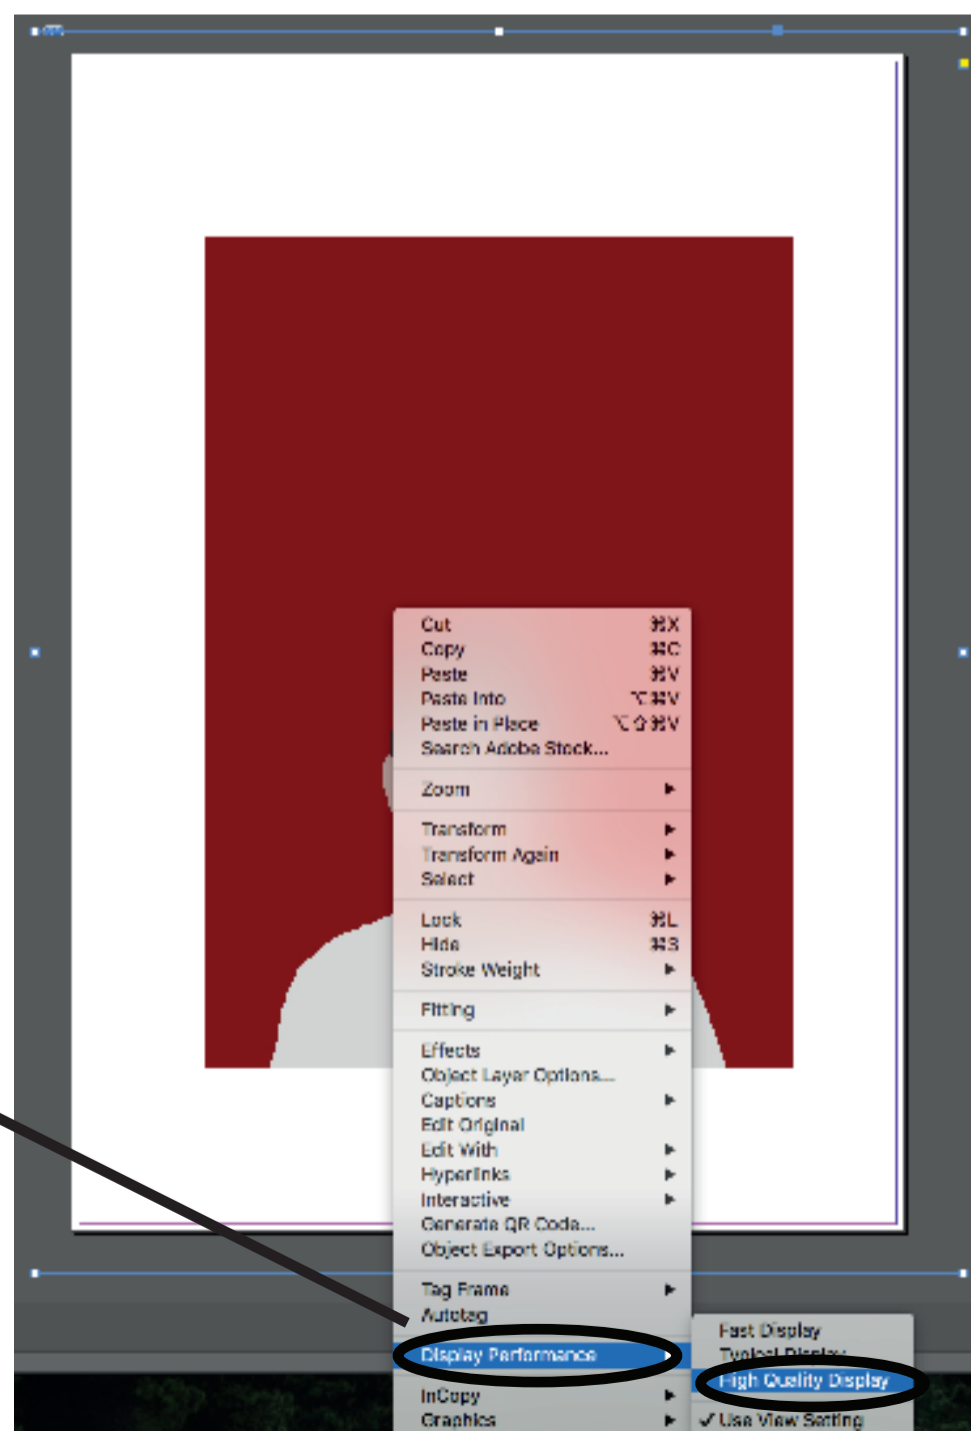 Cut ⌘X
Copy ⌘C
Paste ⌘V
Paste Into ⌥⌘V
Paste in Place ⌥⇧⌘V
Search Adobe Stock...
Zoom
Transform
Transform Again
Select
Lock ⌘L
Hide ⌘3
Stroke Weight
Fitting
Effects
Object Layer Options...
Captions
Edit Original
Edit With
Hyperlinks
Interactive
Generate QR Code...
Object Export Options...
Tag Frame
Autotag
Display Performance
InCopy
Graphics
Fast Display
Typical Display
High Quality Display
✓ Use View Setting